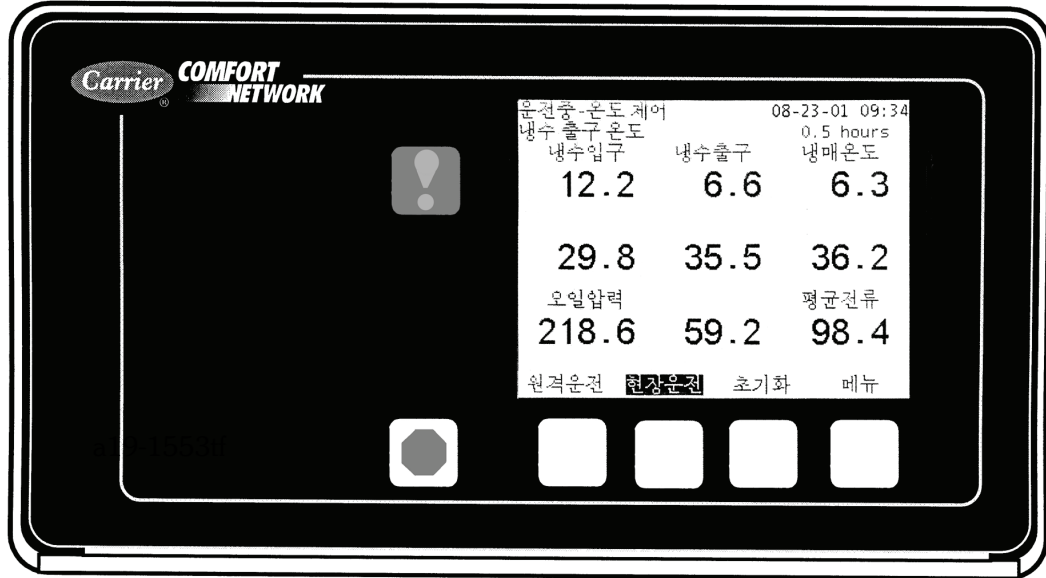 Carrier
®
COMFORT
NETWORK
운전중-온도 제어 08-23-01 09:34
냉수 출구 온도 0.5 hours
냉수입구 냉수출구 냉매온도
12.2 6.6 6.3
29.8 35.5 36.2
오일압력 평균전류
218.6 59.2 98.4
원격운전 현장운전 초기화 메뉴